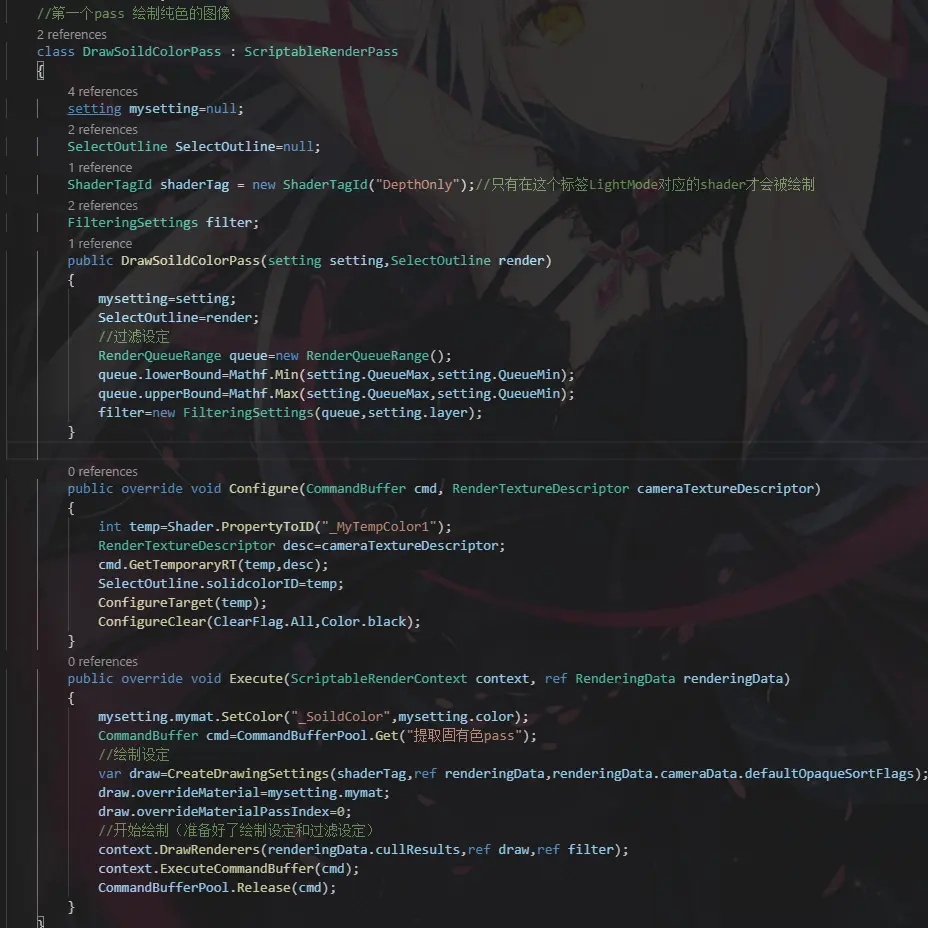 //第一个pass 绘制纯色的图像
2 references
class DrawSoildColorPass : ScriptableRenderPass
{
4 references
setting mysetting=null;
2 references
SelectOutline SelectOutline=null;
1 reference
ShaderTagId shaderTag = new ShaderTagId("DepthOnly");//只有在这个标签LightMode对应的shader才会被绘制
2 references
FilteringSettings filter;
1 reference
public DrawSoildColorPass(setting setting,SelectOutline render)
{
mysetting=setting;
SelectOutline=render;
//过滤设定
RenderQueueRange queue=new RenderQueueRange();
queue.lowerBound=Mathf.Min(setting.QueueMax,setting.QueueMin);
queue.upperBound=Mathf.Max(setting.QueueMax,setting.QueueMin);
filter=new FilteringSettings(queue,setting.layer);
}
0 references
public override void Configure(CommandBuffer cmd, RenderTextureDescriptor cameraTextureDescriptor)
{
int temp=Shader.PropertyToID("_MyTempColor1");
RenderTextureDescriptor desc=cameraTextureDescriptor;
cmd.GetTemporaryRT(temp,desc);
SelectOutline.solidcolorID=temp;
ConfigureTarget(temp);
ConfigureClear(ClearFlag.All,Color.black);
}
0 references
public override void Execute(ScriptableRenderContext context, ref RenderingData renderingData)
{
mysetting.mymat.SetColor("_SoildColor",mysetting.color);
CommandBuffer cmd=CommandBufferPool.Get("提取固有色pass");
//绘制设定
var draw=CreateDrawingSettings(shaderTag,ref renderingData,renderingData.cameraData.defaultOpaqueSortFlags);
draw.overrideMaterial=mysetting.mymat;
draw.overrideMaterialPassIndex=0;
//开始绘制（准备好了绘制设定和过滤设定）
context.DrawRenderers(renderingData.cullResults,ref draw,ref filter);
context.ExecuteCommandBuffer(cmd);
CommandBufferPool.Release(cmd);
}
}